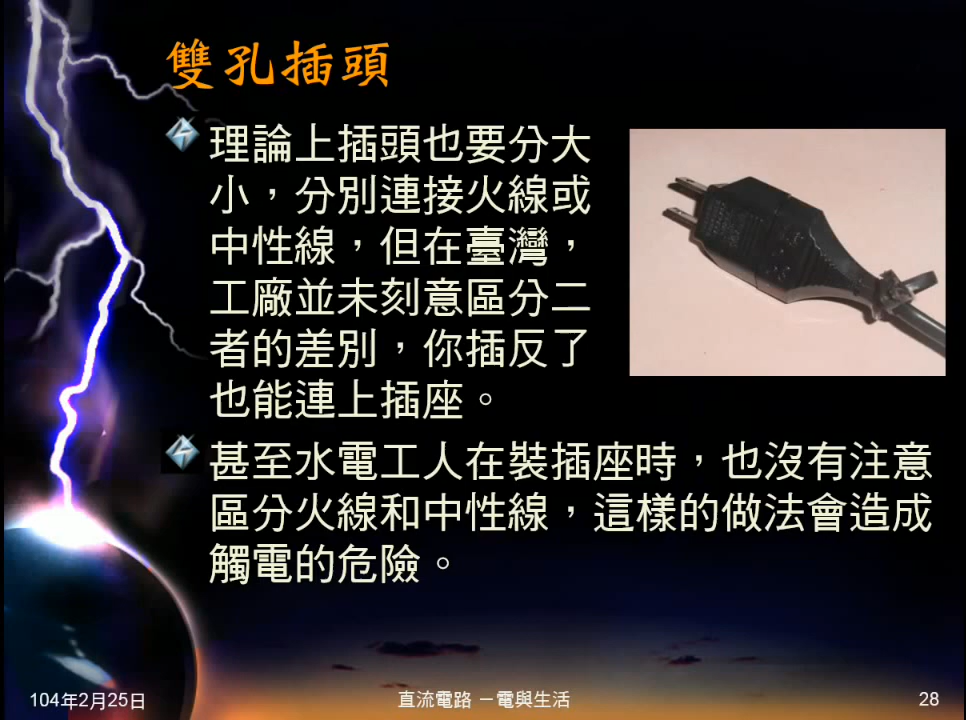 雙孔插頭
理論上插頭也要分大
小，分別連接火線或
中性線，但在臺灣，
工廠並未刻意區分二
者的差別，你插反了
也能連上插座。
甚至水電工人在裝插座時，也沒有注意
區分火線和中性線，這樣的做法會造成
觸電的危險。
104年2月25日
直流電路 －電與生活
28